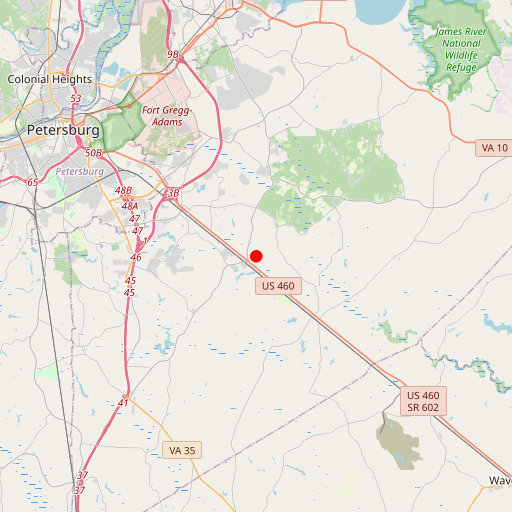 James River
National
Wildlife
Refuge
9B
Colonial Heights
53
Fort Gregg-
Adams
Petersburg
VA 10
50B
Petersburg
65
48B
3B
48A
47
47
1
46
45
45
US 460
US 460
SR 602
41
VA 35
37
37
Wav